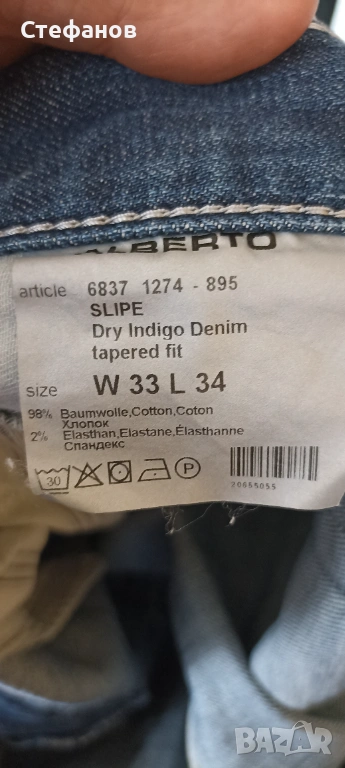 Стефанов
ALBERTO
article 6837 1274 - 895
SLIPE
Dry Indigo Denim
tapered fit
size W 33 L 34
98% Baumwolle,Cotton,Coton
Хлопок
2% Elasthan,Elastane,Élasthanne
Спандекс
30 P
20655055
BAZAR